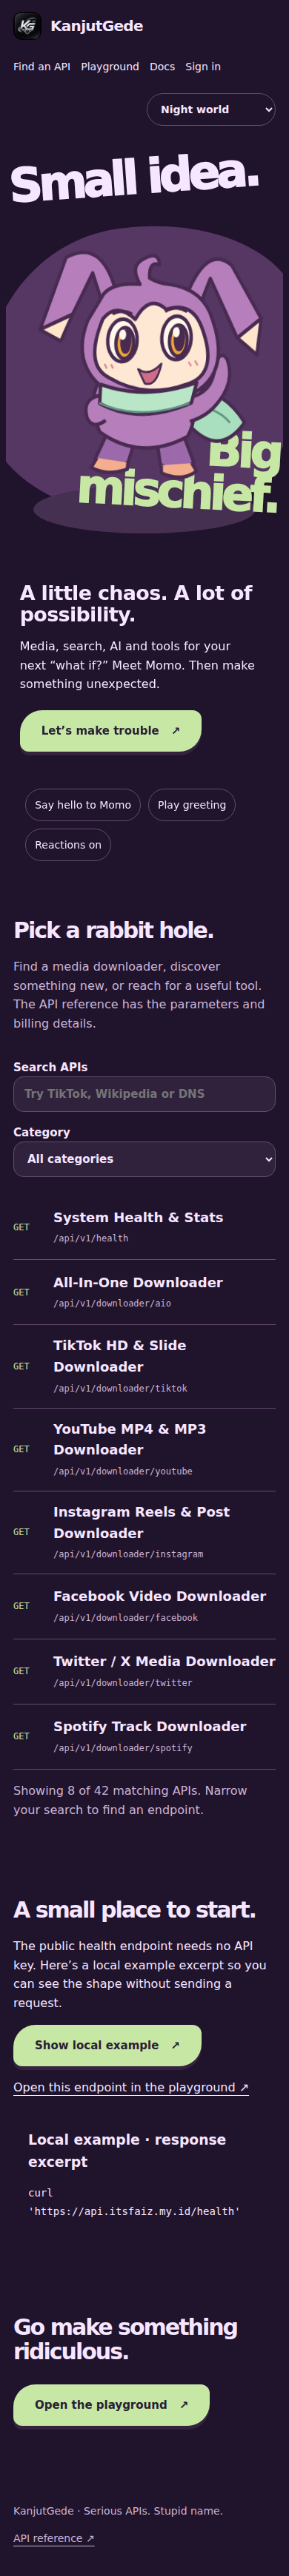 KanjutGede
Find an API Playground Docs Sign in
Night world
Small idea.
Big
mischief.
A little chaos. A lot of
possibility.
Media, search, AI and tools for your
next “what if?” Meet Momo. Then make
something unexpected.
Let’s make trouble ↗
Say hello to Momo Play greeting
Reactions on
Pick a rabbit hole.
Find a media downloader, discover
something new, or reach for a useful tool.
The API reference has the parameters and
billing details.
Search APIs
Try TikTok, Wikipedia or DNS
Category
All categories
GET System Health & Stats
/api/v1/health
GET All-In-One Downloader
/api/v1/downloader/aio
GET TikTok HD & Slide
Downloader
/api/v1/downloader/tiktok
GET YouTube MP4 & MP3
Downloader
/api/v1/downloader/youtube
GET Instagram Reels & Post
Downloader
/api/v1/downloader/instagram
GET Facebook Video Downloader
/api/v1/downloader/facebook
GET Twitter / X Media Downloader
/api/v1/downloader/twitter
GET Spotify Track Downloader
/api/v1/downloader/spotify
Showing 8 of 42 matching APIs. Narrow
your search to find an endpoint.
A small place to start.
The public health endpoint needs no API
key. Here’s a local example excerpt so you
can see the shape without sending a
request.
Show local example ↗
Open this endpoint in the playground ↗
Local example · response
excerpt
curl
'https://api.itsfaiz.my.id/health'
Go make something
ridiculous.
Open the playground ↗
KanjutGede · Serious APIs. Stupid name.
API reference ↗